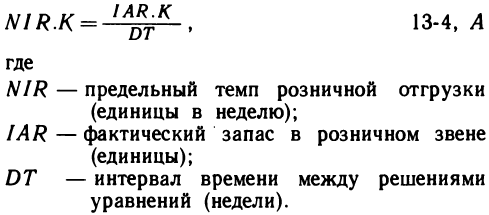 NIR.K = IAR.K / DT , 13-4, A
где
NIR — предельный темп розничной отгрузки
(единицы в неделю);
IAR — фактический запас в розничном звене
(единицы);
DT — интервал времени между решениями
уравнений (недели).